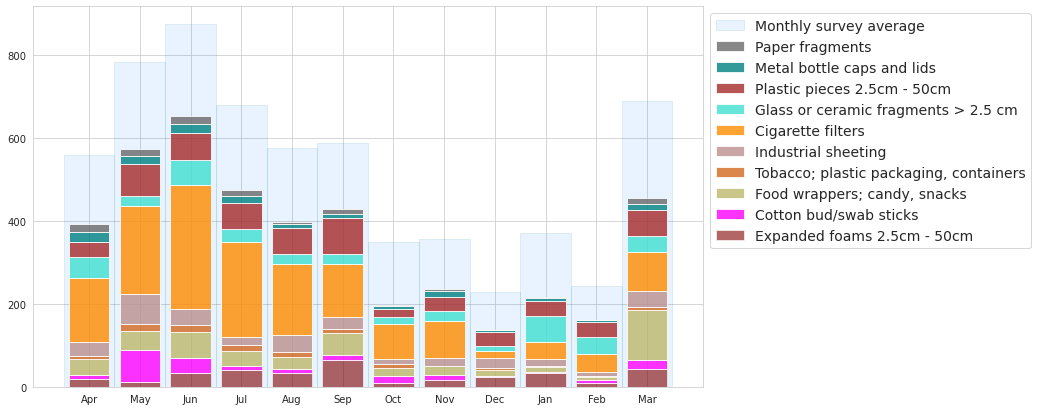 800
600
400
200
0
Apr May Jun Jul Aug Sep Oct Nov Dec Jan Feb Mar
Monthly survey average
Paper fragments
Metal bottle caps and lids
Plastic pieces 2.5cm - 50cm
Glass or ceramic fragments > 2.5 cm
Cigarette filters
Industrial sheeting
Tobacco; plastic packaging, containers
Food wrappers; candy, snacks
Cotton bud/swab sticks
Expanded foams 2.5cm - 50cm